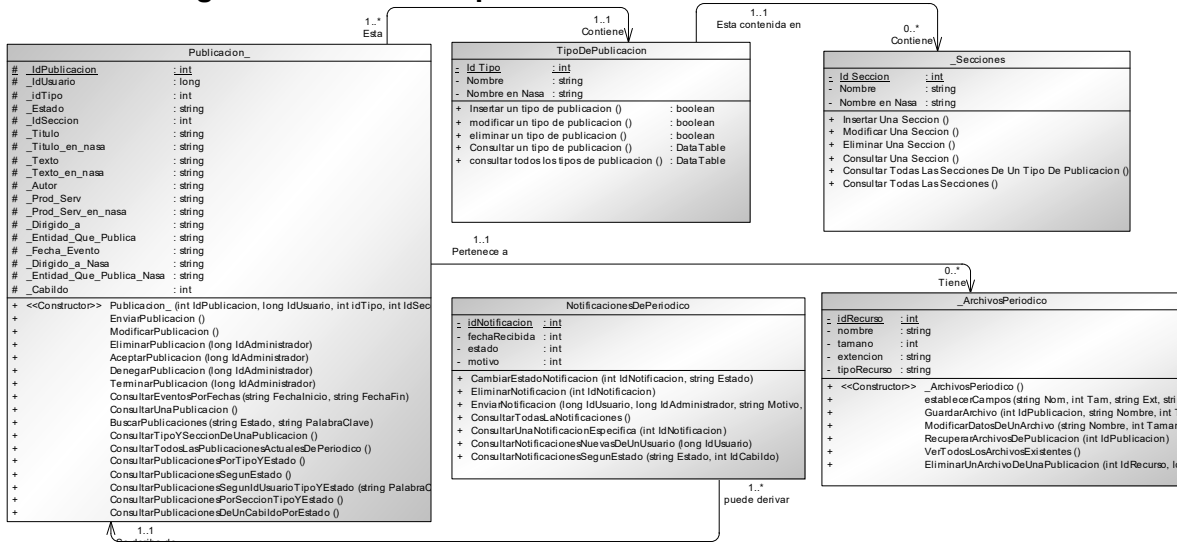 1..*
Esta
1..1
Contiene
1..1
Esta contenida en
0..*
Contiene
Publicacion_
# _IdPublicacion : int
# _IdUsuario : long
# _idTipo : int
# _Estado : string
# _IdSeccion : int
# _Titulo : string
# _Titulo_en_nasa : string
# _Texto : string
# _Texto_en_nasa : string
# _Autor : string
# _Prod_Serv : string
# _Prod_Serv_en_nasa : string
# _Dirigido_a : string
# _Entidad_Que_Publica : string
# _Fecha_Evento : string
# _Dirigido_a_Nasa : string
# _Entidad_Que_Publica_Nasa : string
# _Cabildo : int
+ <<Constructor>> Publicacion_ (int IdPublicacion, long IdUsuario, int idTipo, int IdSec
+ EnviarPublicacion ()
+ ModificarPublicacion ()
+ EliminarPublicacion (long IdAdministrador)
+ AceptarPublicacion (long IdAdministrador)
+ DenegarPublicacion (long IdAdministrador)
+ TerminarPublicacion (long IdAdministrador)
+ ConsultarEventosPorFechas (string FechaInicio, string FechaFin)
+ ConsultarUnaPublicacion ()
+ BuscarPublicaciones (string Estado, string PalabraClave)
+ ConsultarTipoYSeccionDeUnaPublicacion ()
+ ConsultarTodosLasPublicacionesActualesDePeriodico ()
+ ConsultarPublicacionesPorTipoYEstado ()
+ ConsultarPublicacionesSegunEstado ()
+ ConsultarPublicacionesSegunIdUsuarioTipoYEstado (string PalabraC
+ ConsultarPublicacionesPorSeccionTipoYEstado ()
+ ConsultarPublicacionesDeUnCabildoPorEstado ()
TipoDePublicacion
- Id Tipo : int
- Nombre : string
- Nombre en Nasa : string
+ Insertar un tipo de publicacion () : boolean
+ modificar un tipo de publicacion () : boolean
+ eliminar un tipo de publicacion () : boolean
+ Consultar un tipo de publicacion () : DataTable
+ consultar todos los tipos de publicacion () : DataTable
_Secciones
- Id Seccion : int
- Nombre : string
- Nombre en Nasa : string
+ Insertar Una Seccion ()
+ Modificar Una Seccion ()
+ Eliminar Una Seccion ()
+ Consultar Una Seccion ()
+ Consultar Todas Las Secciones De Un Tipo De Publicacion ()
+ Consultar Todas Las Secciones ()
1..1
Pertenece a
0..*
Tiene
NotificacionesDePeriodico
- idNotificacion : int
- fechaRecibida : int
- estado : int
- motivo : int
+ CambiarEstadoNotificacion (int IdNotificacion, string Estado)
+ EliminarNotificacion (int IdNotificacion)
+ EnviarNotificacion (long IdUsuario, long IdAdministrador, string Motivo,
+ ConsultarTodasLaNotificaciones ()
+ ConsultarUnaNotificacionEspecifica (int IdNotificacion)
+ ConsultarNotificacionesNuevasDeUnUsuario (long IdUsuario)
+ ConsultarNotificacionesSegunEstado (string Estado, int IdCabildo)
_ArchivosPeriodico
- idRecurso : int
- nombre : string
- tamano : int
- extencion : string
- tipoRecurso : string
+ <<Constructor>> _ArchivosPeriodico ()
+ establecerCampos (string Nom, int Tam, string Ext, stri
+ GuardarArchivo (int IdPublicacion, string Nombre, int T
+ ModificarDatosDeUnArchivo (string Nombre, int Tamar
+ RecuperarArchivosDePublicacion (int IdPublicacion)
+ VerTodosLosArchivosExistentes ()
+ EliminarUnArchivoDeUnaPublicacion (int IdRecurso, l
1..*
puede derivar
1..1